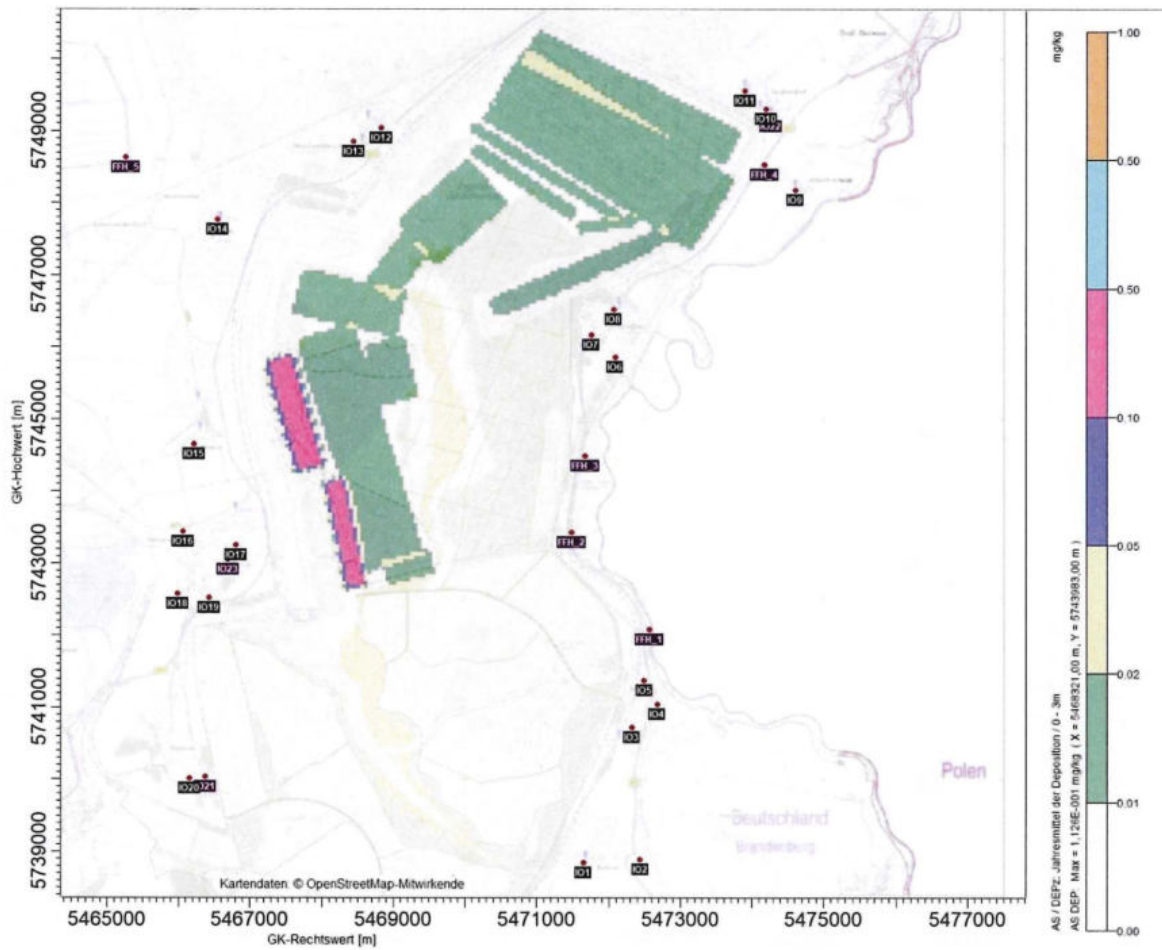 mg/kg
1.00
0.50
0.50
0.10
0.05
0.02
0.01
0.00
AS / DEPz: Jahresmittel der Deposition / 0 - 3m
AS DEP: Max = 1,126E-001 mg/kg ( X = 5468321,00 m, Y = 5743983,00 m )
GK-Hochwert [m]
5749000
5747000
5745000
5743000
5741000
5739000
IO11
IO10
IO22
IO12
IO13
FFH_5
FFH_4
IO9
IO14
IO8
IO7
IO6
IO15
FFH_3
IO16
IO17
FFH_2
IO23
IO18
IO19
FFH_1
IO5
IO4
IO3
Polen
IO20
IO21
Deutschland
Brandenburg
IO1
IO2
Kartendaten: © OpenStreetMap-Mitwirkende
5465000 5467000 5469000 5471000 5473000 5475000 5477000
GK-Rechtswert [m]